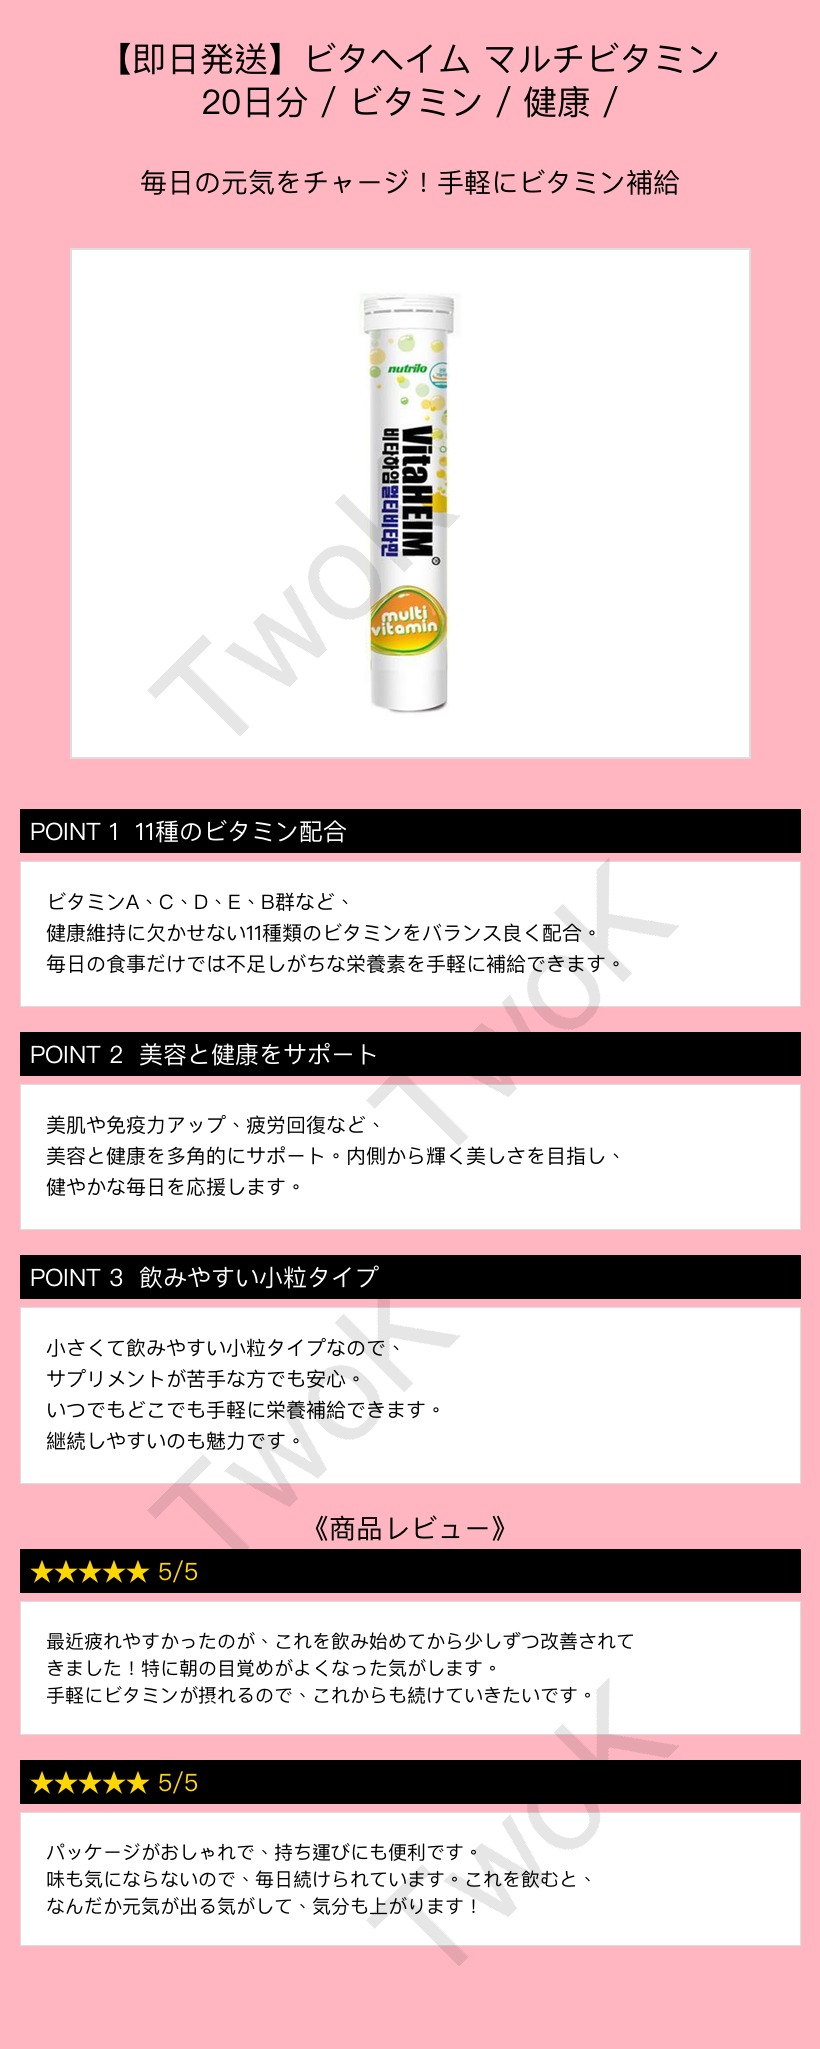 【即日発送】ビタヘイム マルチビタミン
20日分 / ビタミン / 健康 /
毎日の元気をチャージ！手軽にビタミン補給
nutrilo
VitaHEIM
비타하임멀티비타민
multi
vitamin
TwoK
POINT 1 11種のビタミン配合
ビタミンA、C、D、E、B群など、
健康維持に欠かせない11種類のビタミンをバランス良く配合。
毎日の食事だけでは不足しがちな栄養素を手軽に補給できます。
TwoK
POINT 2 美容と健康をサポート
美肌や免疫力アップ、疲労回復など、
美容と健康を多角的にサポート。内側から輝く美しさを目指し、
健やかな毎日を応援します。
POINT 3 飲みやすい小粒タイプ
小さくて飲みやすい小粒タイプなので、
サプリメントが苦手な方でも安心。
いつでもどこでも手軽に栄養補給できます。
継続しやすいのも魅力です。
TwoK
《商品レビュー》
★★★★★ 5/5
最近疲れやすかったのが、これを飲み始めてから少しずつ改善されて
きました！特に朝の目覚めがよくなった気がします。
手軽にビタミンが摂れるので、これからも続けていきたいです。
★★★★★ 5/5
パッケージがおしゃれで、持ち運びにも便利です。
味も気にならないので、毎日続けられています。これを飲むと、
なんだか元気が出る気がして、気分も上がります！
TwoK